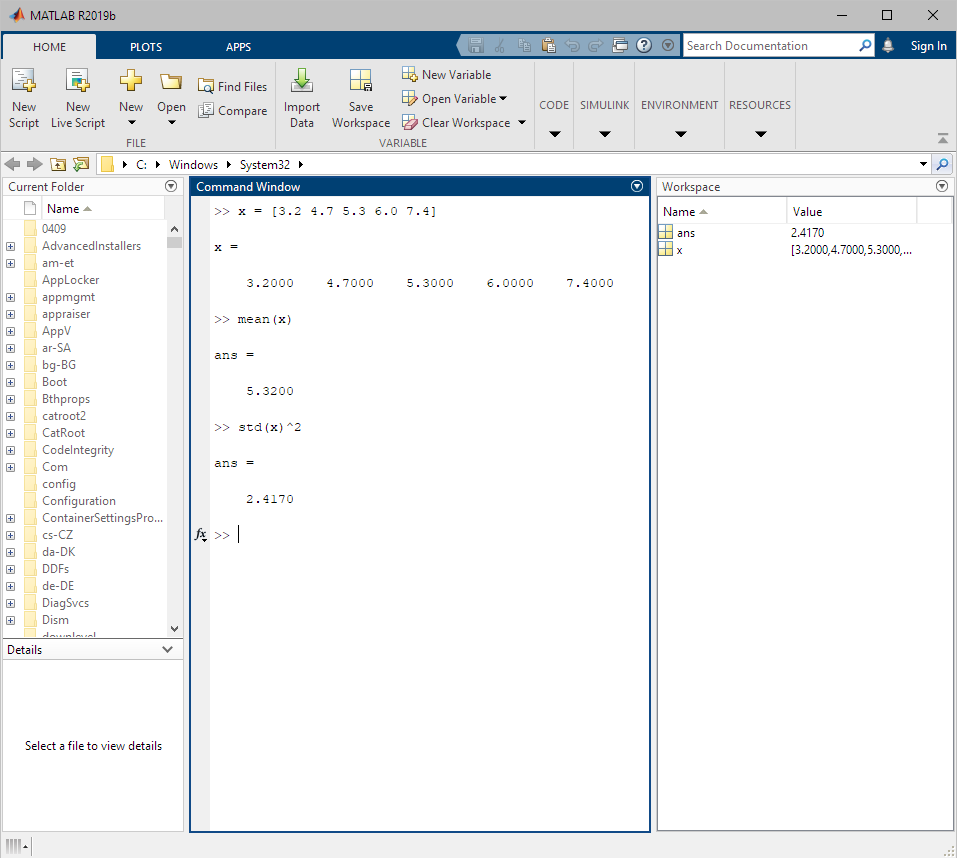 MATLAB R2019b
HOME PLOTS APPS
Search Documentation
Sign In
New Script
New Live Script
New
Open
Find Files
Compare
FILE
Import Data
Save Workspace
New Variable
Open Variable
Clear Workspace
VARIABLE
CODE
SIMULINK
ENVIRONMENT
RESOURCES
C: Windows System32
Current Folder
Name
0409
AdvancedInstallers
am-et
AppLocker
appmgmt
appraiser
AppV
ar-SA
bg-BG
Boot
Bthprops
catroot2
CatRoot
CodeIntegrity
Com
config
Configuration
ContainerSettingsPro...
cs-CZ
da-DK
DDFs
de-DE
DiagSvcs
Dism
downlevel
Details
Select a file to view details
Command Window
>> x = [3.2 4.7 5.3 6.0 7.4]
x =
3.2000 4.7000 5.3000 6.0000 7.4000
>> mean(x)
ans =
5.3200
>> std(x)^2
ans =
2.4170
fx >>
Workspace
Name Value
ans 2.4170
x [3.2000,4.7000,5.3000,...